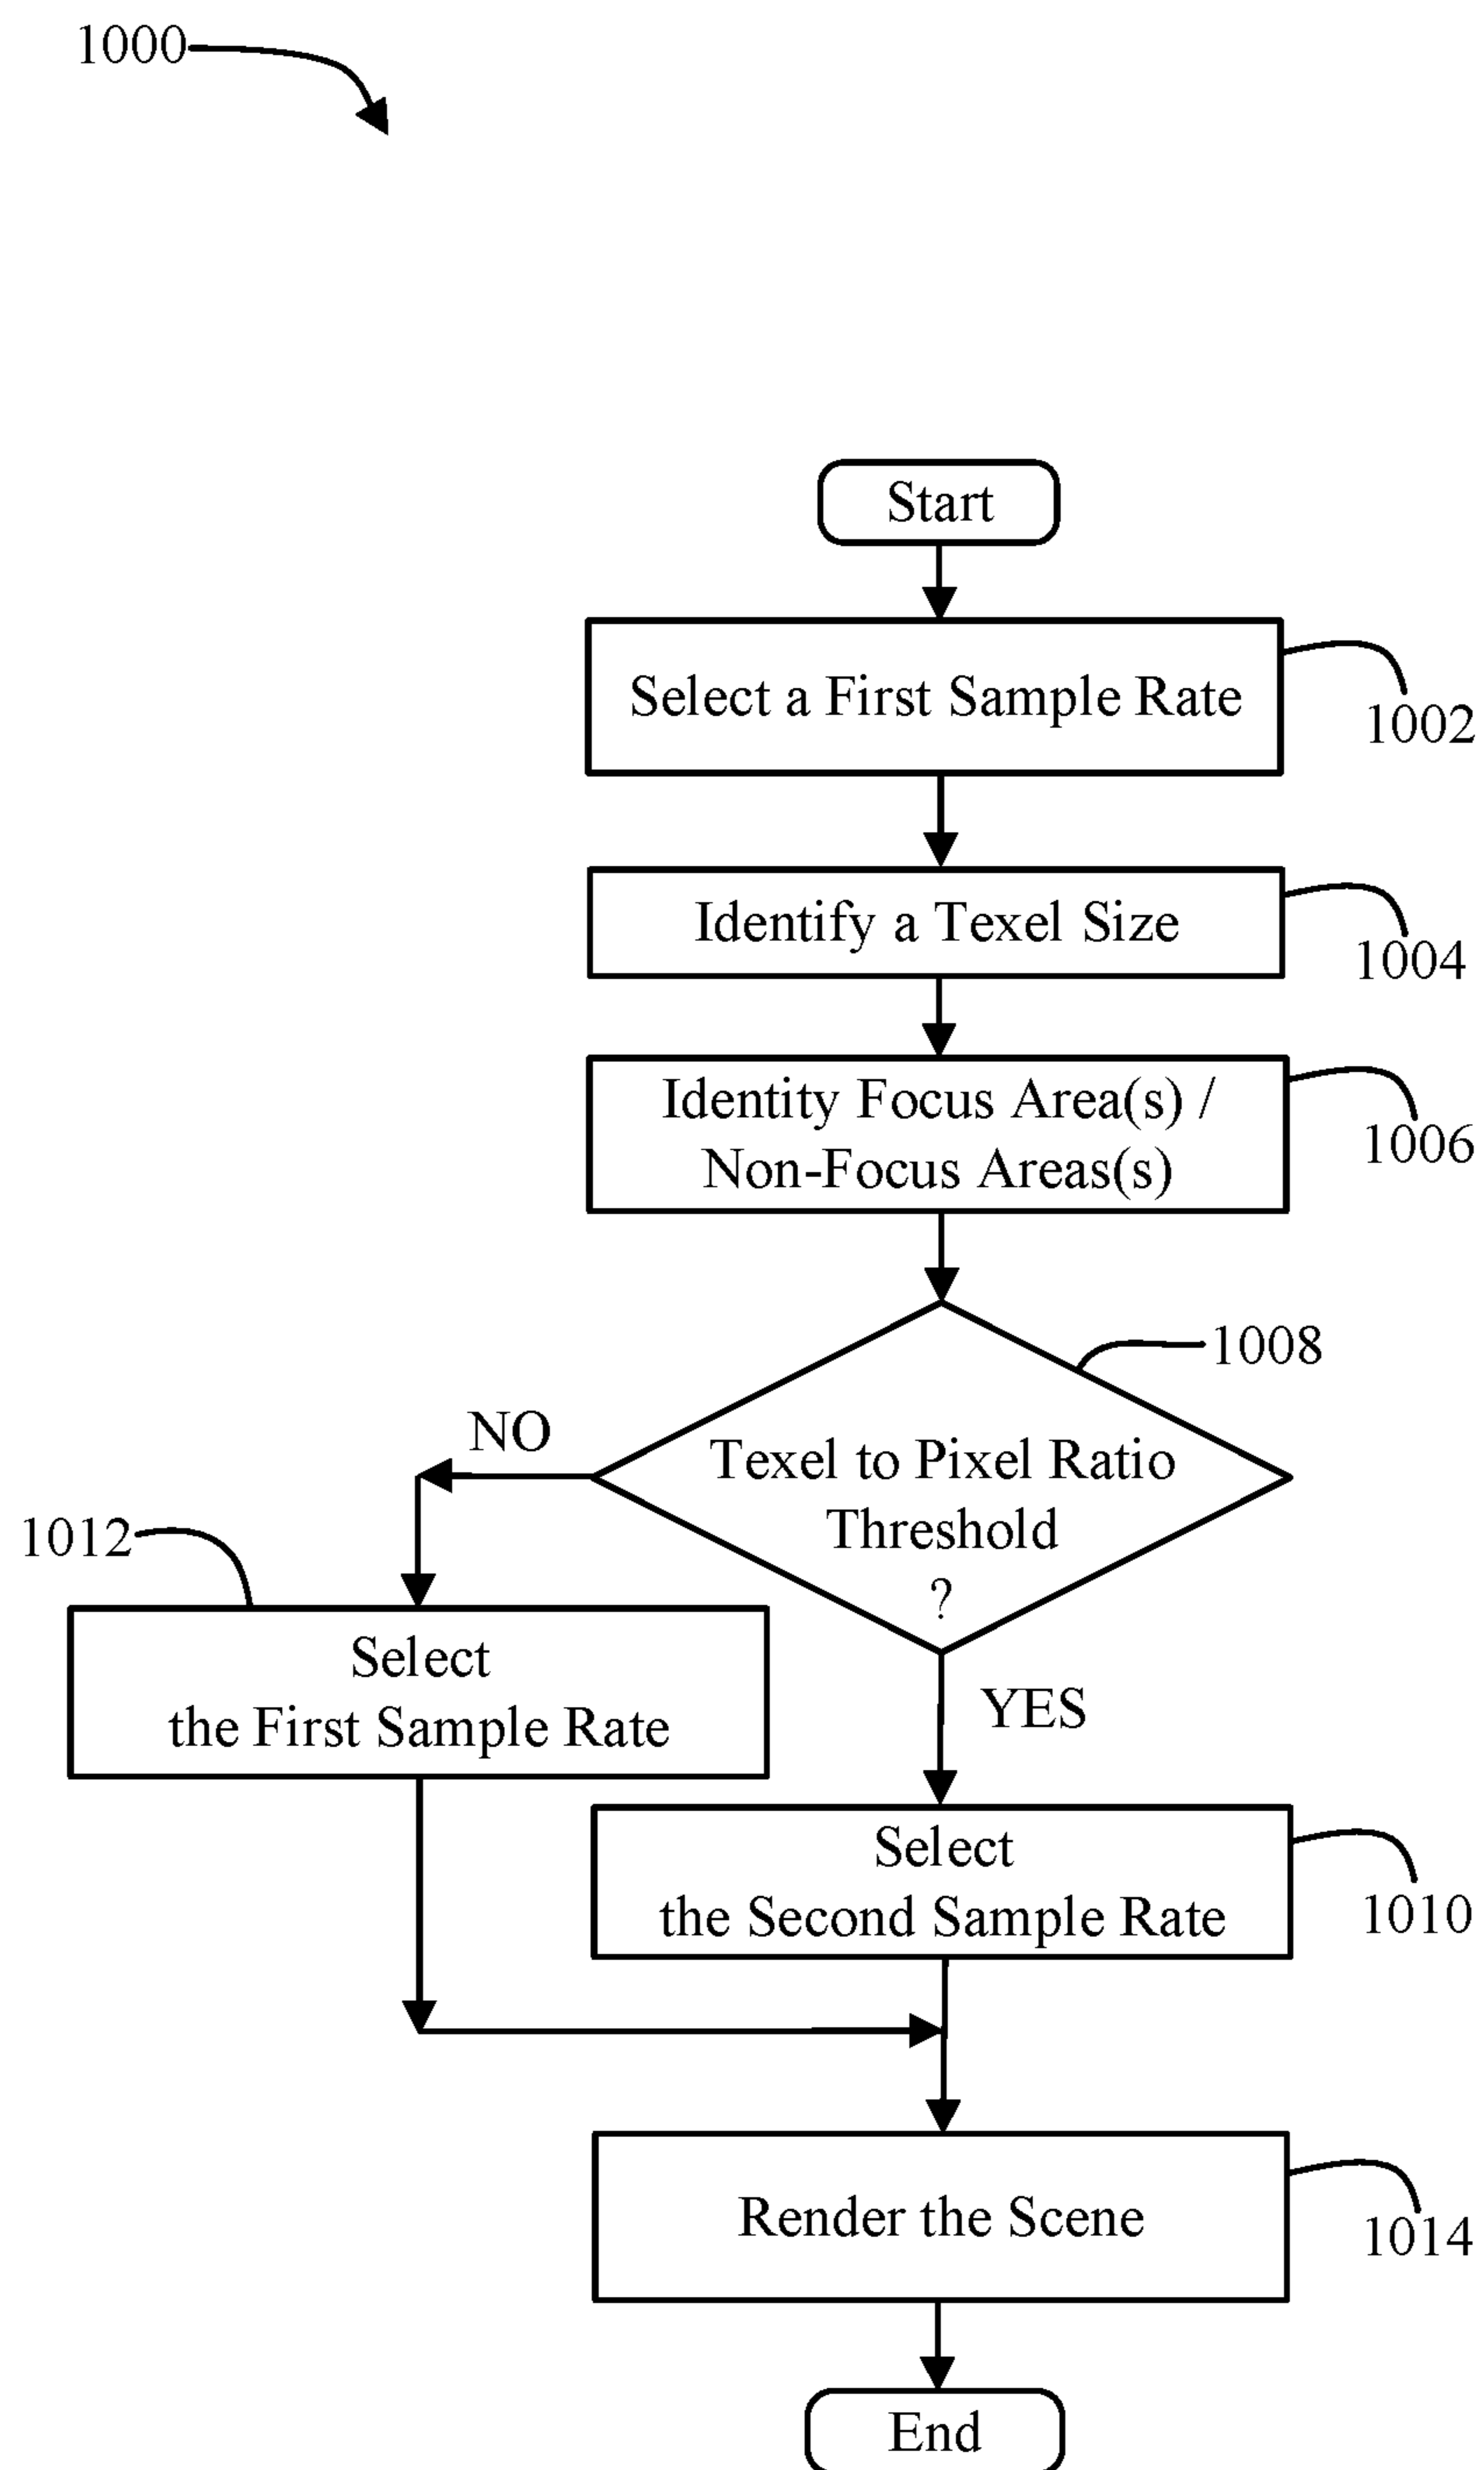 1000
Start
Select a First Sample Rate
1002
Identify a Texel Size
1004
Identity Focus Area(s) /
Non-Focus Areas(s)
1006
1008
NO
Texel to Pixel Ratio
Threshold
?
1012
Select
the First Sample Rate
YES
Select
the Second Sample Rate
1010
Render the Scene
1014
End